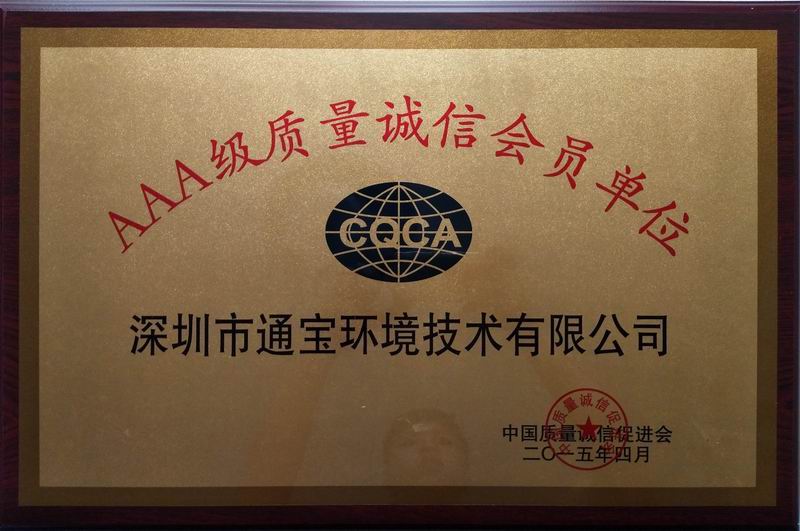 AAA级质量诚信会员单位
CQCA
深圳市通宝环境技术有限公司
中国质量诚信促进会
二〇一五年四月